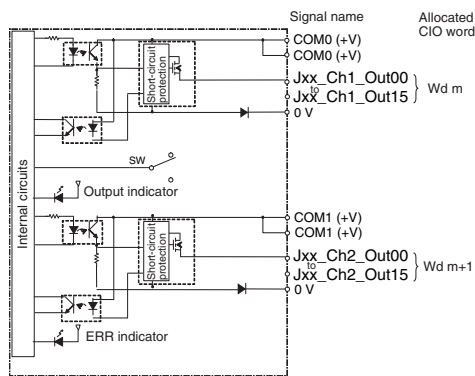 Signal name
Allocated
CIO word
COM0 (+V)
COM0 (+V)
Jxx_Ch1_Out00
to
Jxx_Ch1_Out15
Wd m
0 V
Short-circuit
protection
SW
Output indicator
Internal circuits
COM1 (+V)
COM1 (+V)
Jxx_Ch2_Out00
to
Jxx_Ch2_Out15
Wd m+1
0 V
Short-circuit
protection
ERR indicator